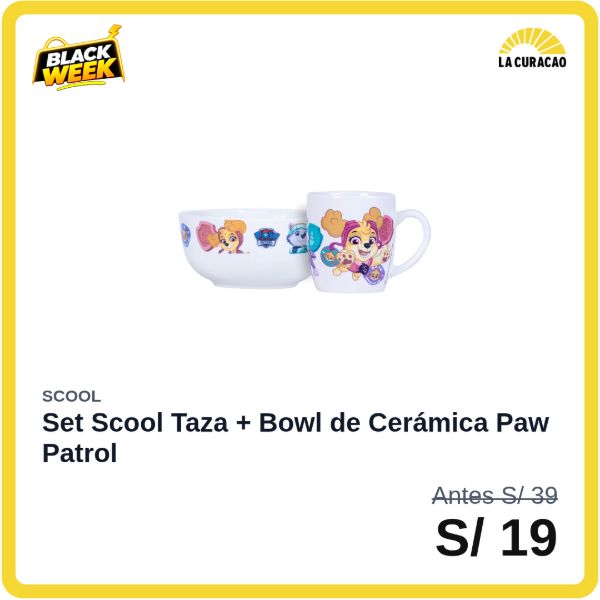 BLACK
WEEK
LA CURACAO
SCOOL
Set Scool Taza + Bowl de Cerámica Paw
Patrol
Antes S/ 39
S/ 19